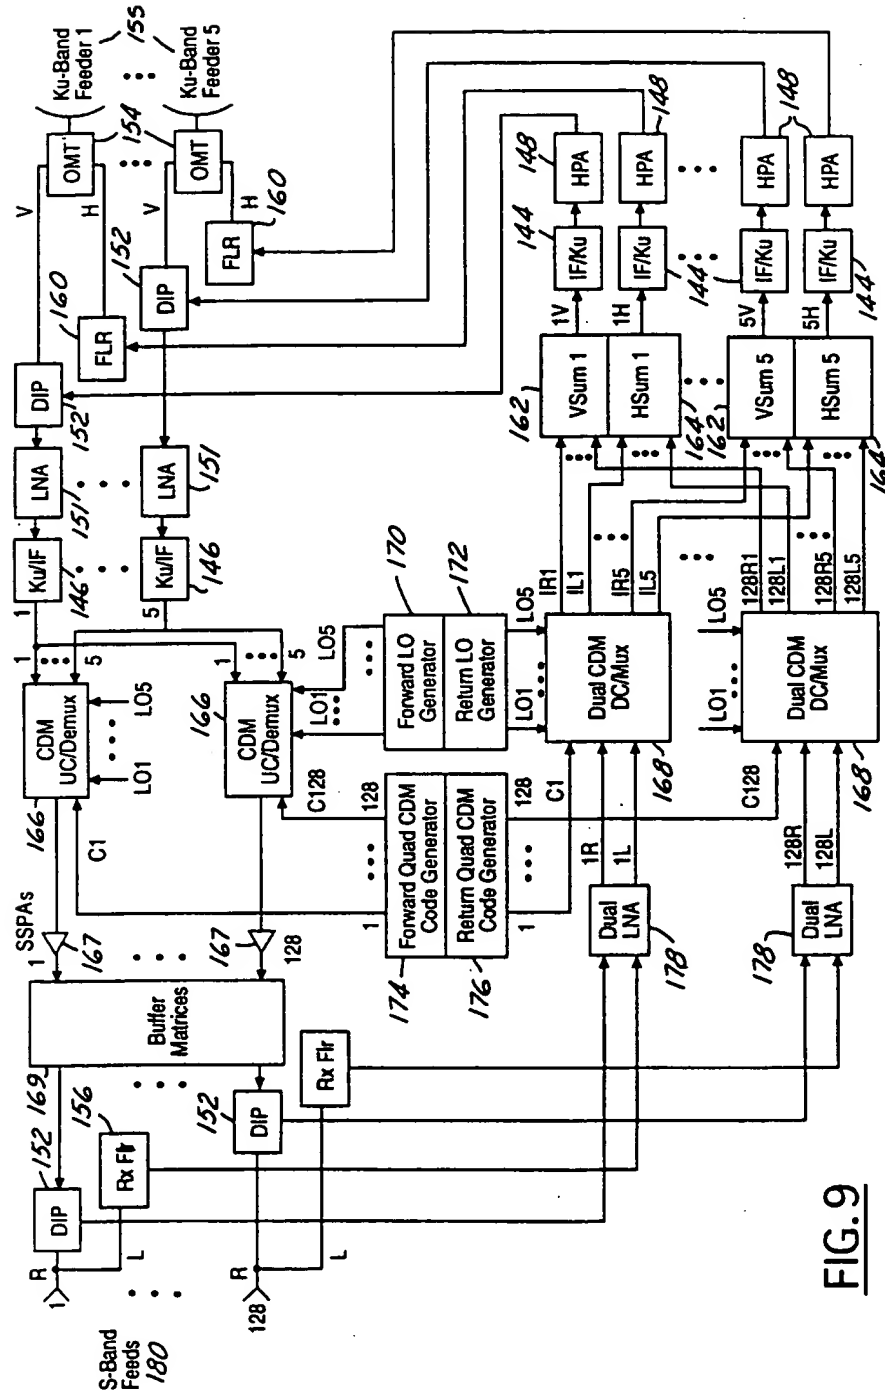 Ku-Band
Feeder 1
155
Ku-Band
Feeder 5
OMT
154
OMT
V
H
V
H
160
FLR
152
DIP
160
FLR
DIP
152
LNA
151
LNA
151
Ku/IF
146
Ku/IF
146
1
5
1
5
1
5
CDM
UC/Demux
166
LO1
LO5
CDM
UC/Demux
166
LO1
LO5
C1
C128
SSPAs
1
167
167
128
Buffer
Matrices
169
152
DIP
156
Rx Flr
152
DIP
Rx Flr
R
L
1
R
L
128
S-Band
Feeds
180
170
Forward LO
Generator
172
Return LO
Generator
LO1
LO5
174
Forward Quad CDM
Code Generator
1
128
176
Return Quad CDM
Code Generator
1
128
C1
C128
Dual
LNA
178
1R
1L
Dual
LNA
178
128R
128L
Dual CDM
DC/Mux
168
LO1
LO5
Dual CDM
DC/Mux
168
IR1
IL1
IR5
IL5
128R1
128L1
128R5
128L5
162
VSum 1
HSum 1
164
162
VSum 5
HSum 5
164
1V
1H
5V
5H
144
IF/Ku
IF/Ku
144
IF/Ku
IF/Ku
144
148
HPA
HPA
148
HPA
148
HPA
FIG. 9